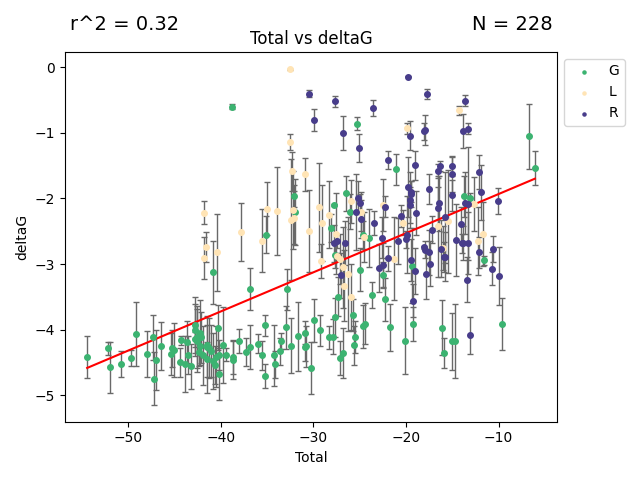 r^2 = 0.32
N = 228
Total vs deltaG
G
L
R
0
−1
−2
−3
−4
−5
deltaG
−50
−40
−30
−20
−10
Total